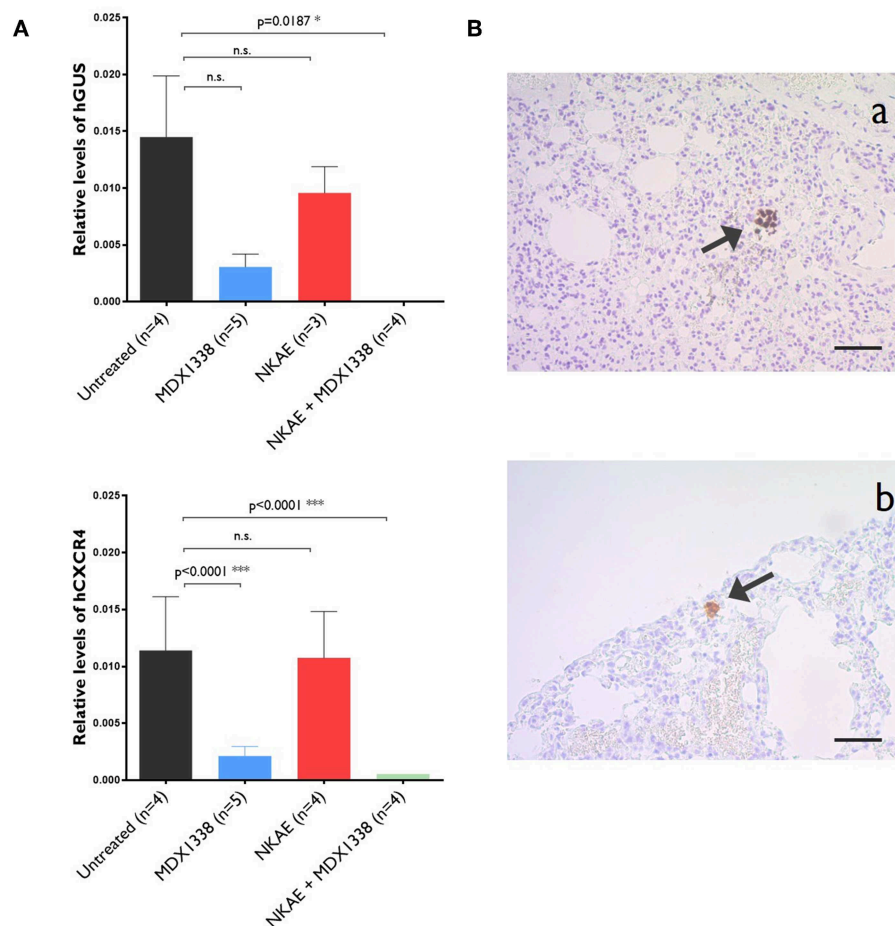 A
Relative levels of hGUS
0.025
0.020
0.015
0.010
0.005
0.000
p=0.0187 *
n.s.
n.s.
Untreated (n=4)
MDX1338 (n=5)
NKAE (n=3)
NKAE + MDX1338 (n=4)
Relative levels of hCXCR4
0.025
0.020
0.015
0.010
0.005
0.000
p<0.0001 ***
n.s.
p<0.0001 ***
Untreated (n=4)
MDX1338 (n=5)
NKAE (n=4)
NKAE + MDX1338 (n=4)
B
a
b